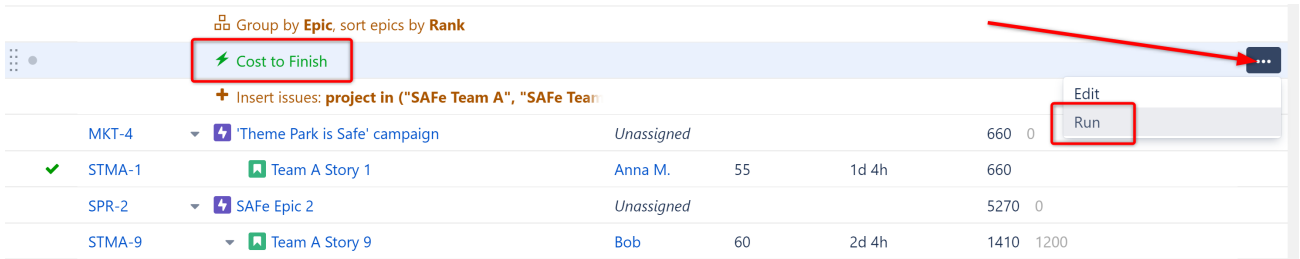 Group by Epic, sort epics by Rank
Cost to Finish
Insert issues: project in ("SAFe Team A", "SAFe Tean
Edit
Run
MKT-4 'Theme Park is Safe' campaign Unassigned 660 0
STMA-1 Team A Story 1 Anna M. 55 1d 4h 660
SPR-2 SAFe Epic 2 Unassigned 5270 0
STMA-9 Team A Story 9 Bob 60 2d 4h 1410 1200